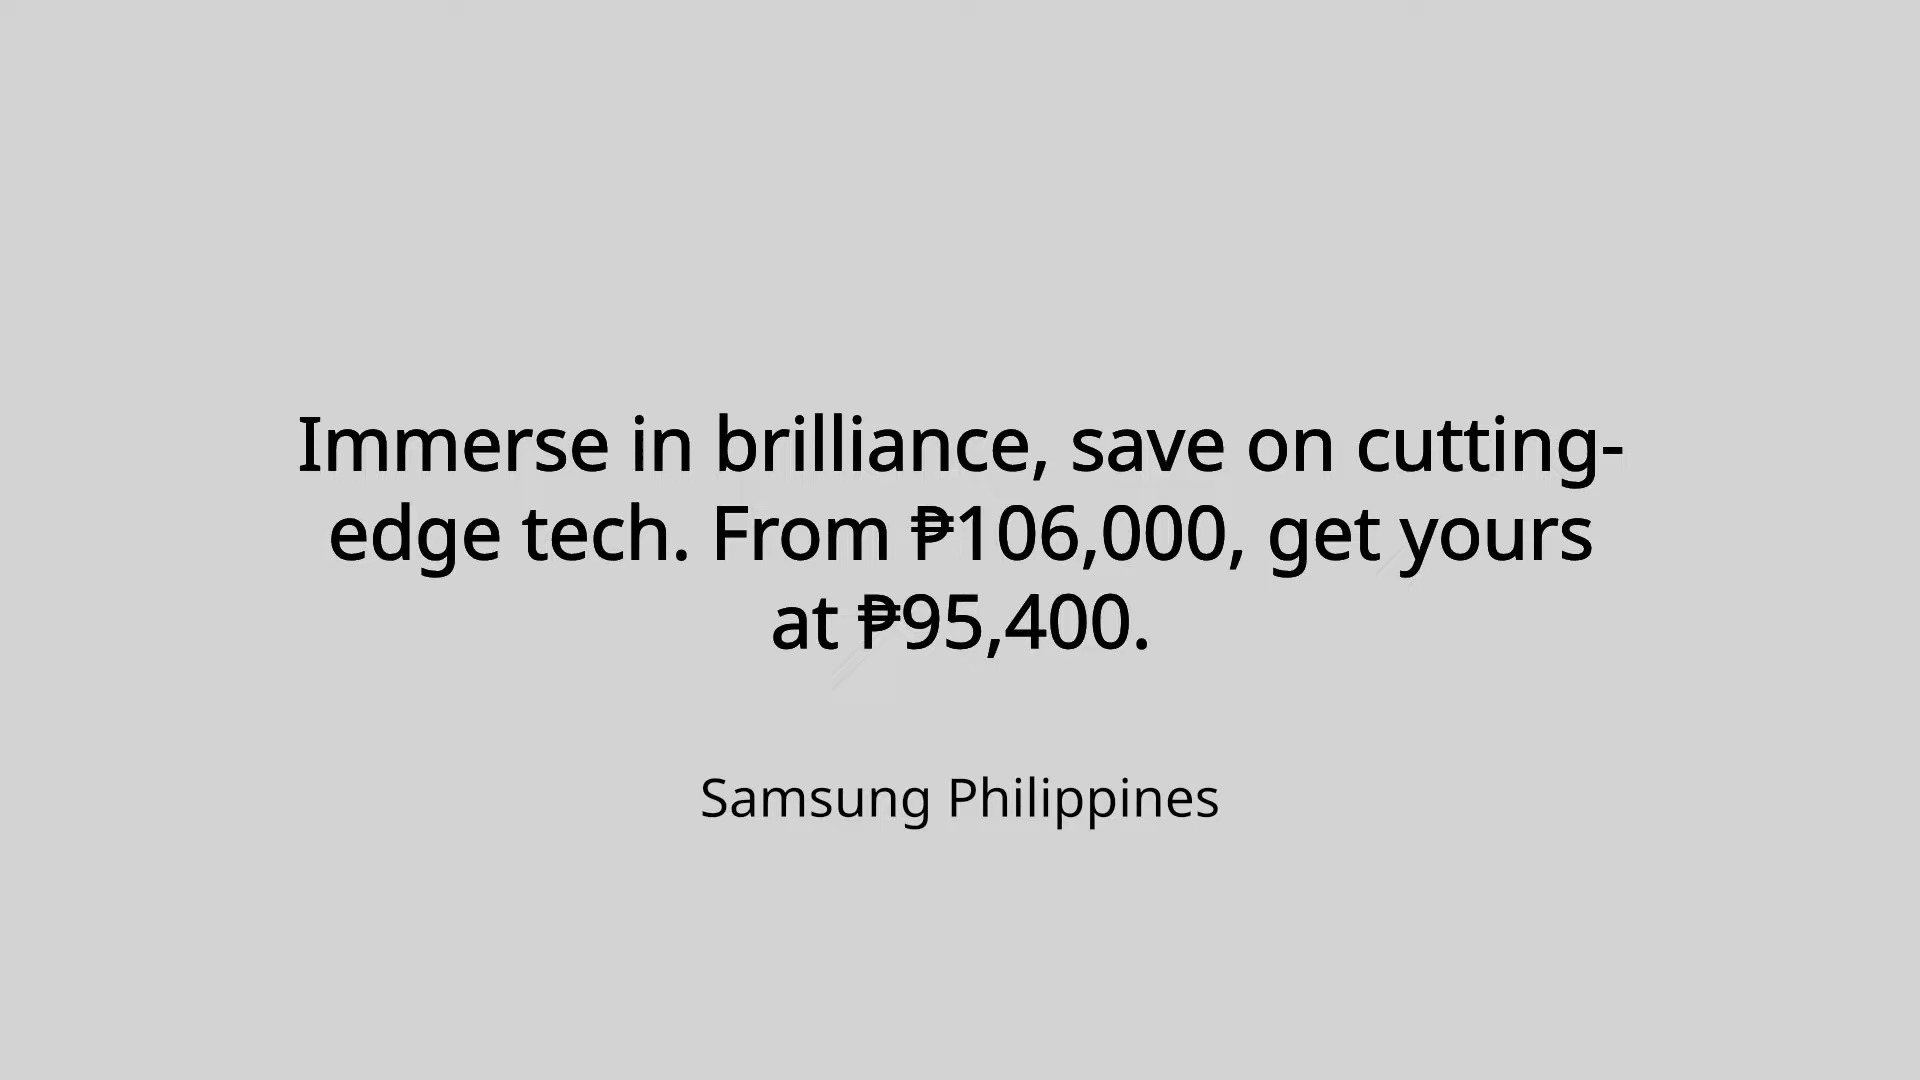 Immerse in brilliance, save on cutting-
edge tech. From ₱106,000, get yours
at ₱95,400.
Samsung Philippines